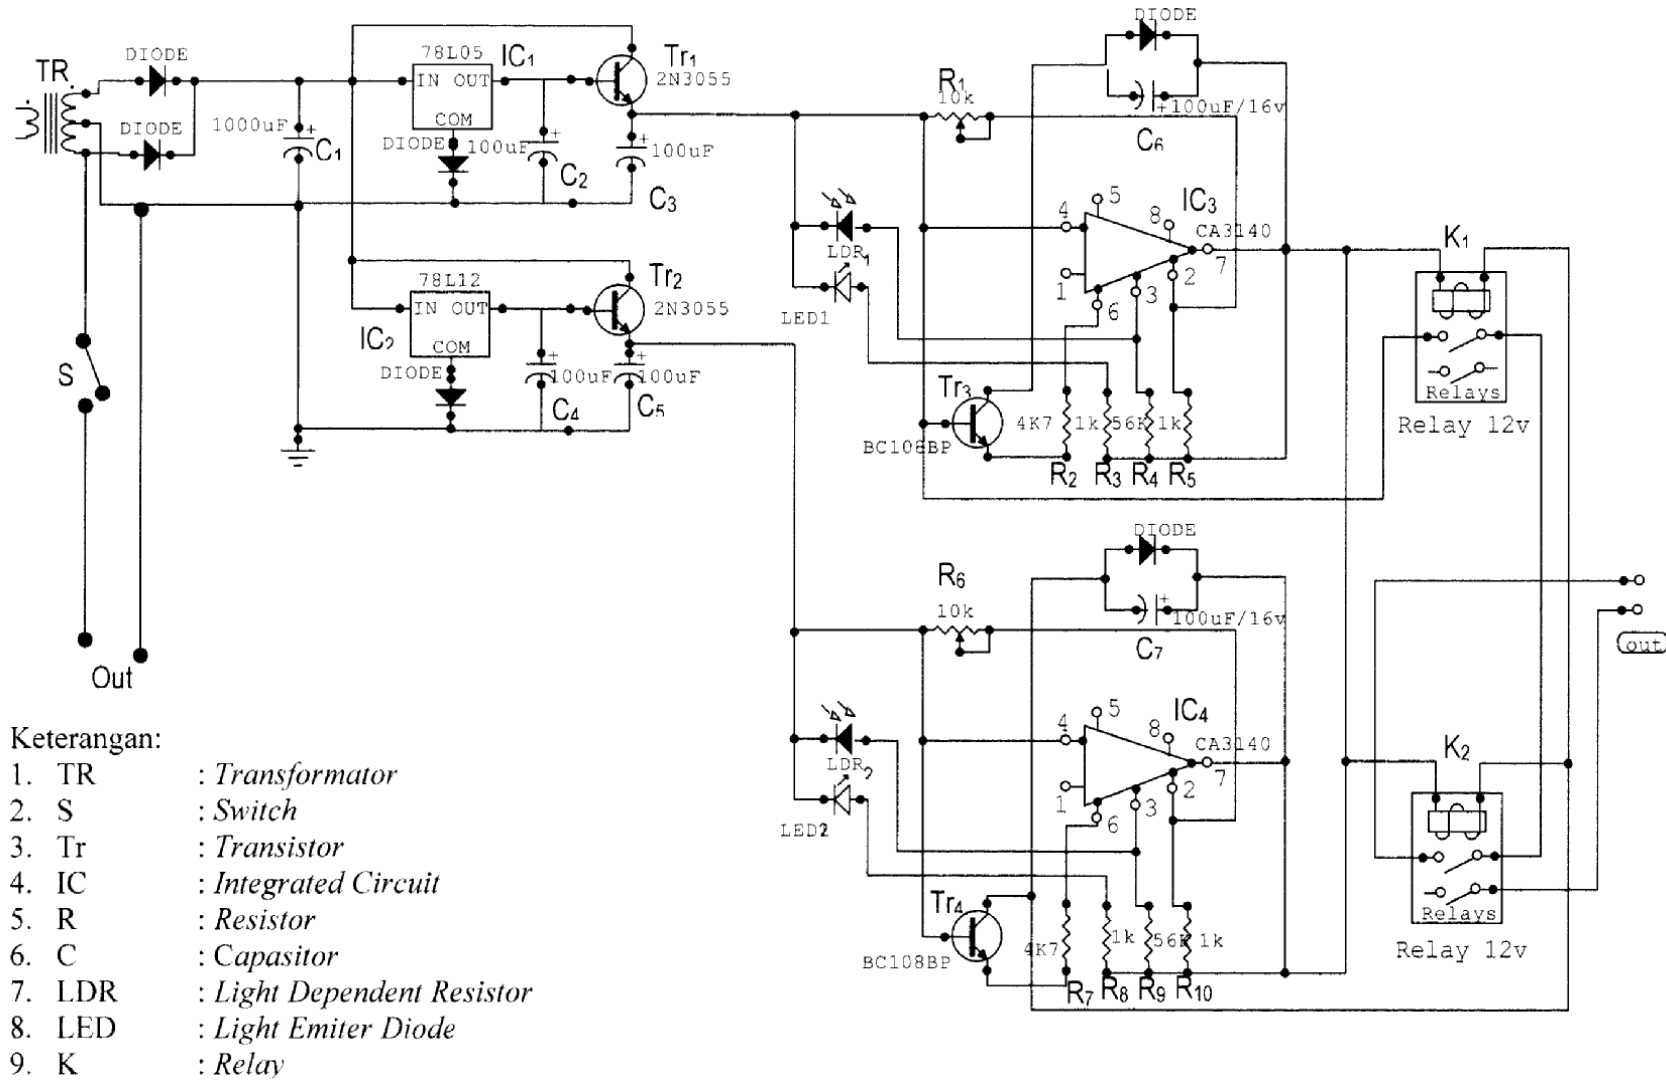 TR
DIODE
DIODE
1000uF
+
C1
78L05
IC1
IN OUT
COM
DIODE
100uF
+
C2
Tr1
2N3055
+
100uF
C3
78L12
IC2
IN OUT
COM
DIODE
+
100uF
C4
Tr2
2N3055
+
100uF
C5
S
Out
R1
10k
DIODE
+100uF/16v
C6
LDR1
LED1
4
5
8
IC3
CA3140
7
1
6
3
2
Tr3
BC108BP
4K7
1k
56K
1k
R2 R3 R4 R5
K1
Relays
Relay 12v
R6
10k
DIODE
+
100uF/16v
C7
LDR2
LED2
4
5
8
IC4
CA3140
7
1
6
3
2
Tr4
BC108BP
4K7
1k
56K
1k
R7 R8 R9 R10
K2
Relays
Relay 12v
out
Keterangan:
1. TR : Transformator
2. S : Switch
3. Tr : Transistor
4. IC : Integrated Circuit
5. R : Resistor
6. C : Capasitor
7. LDR : Light Dependent Resistor
8. LED : Light Emiter Diode
9. K : Relay